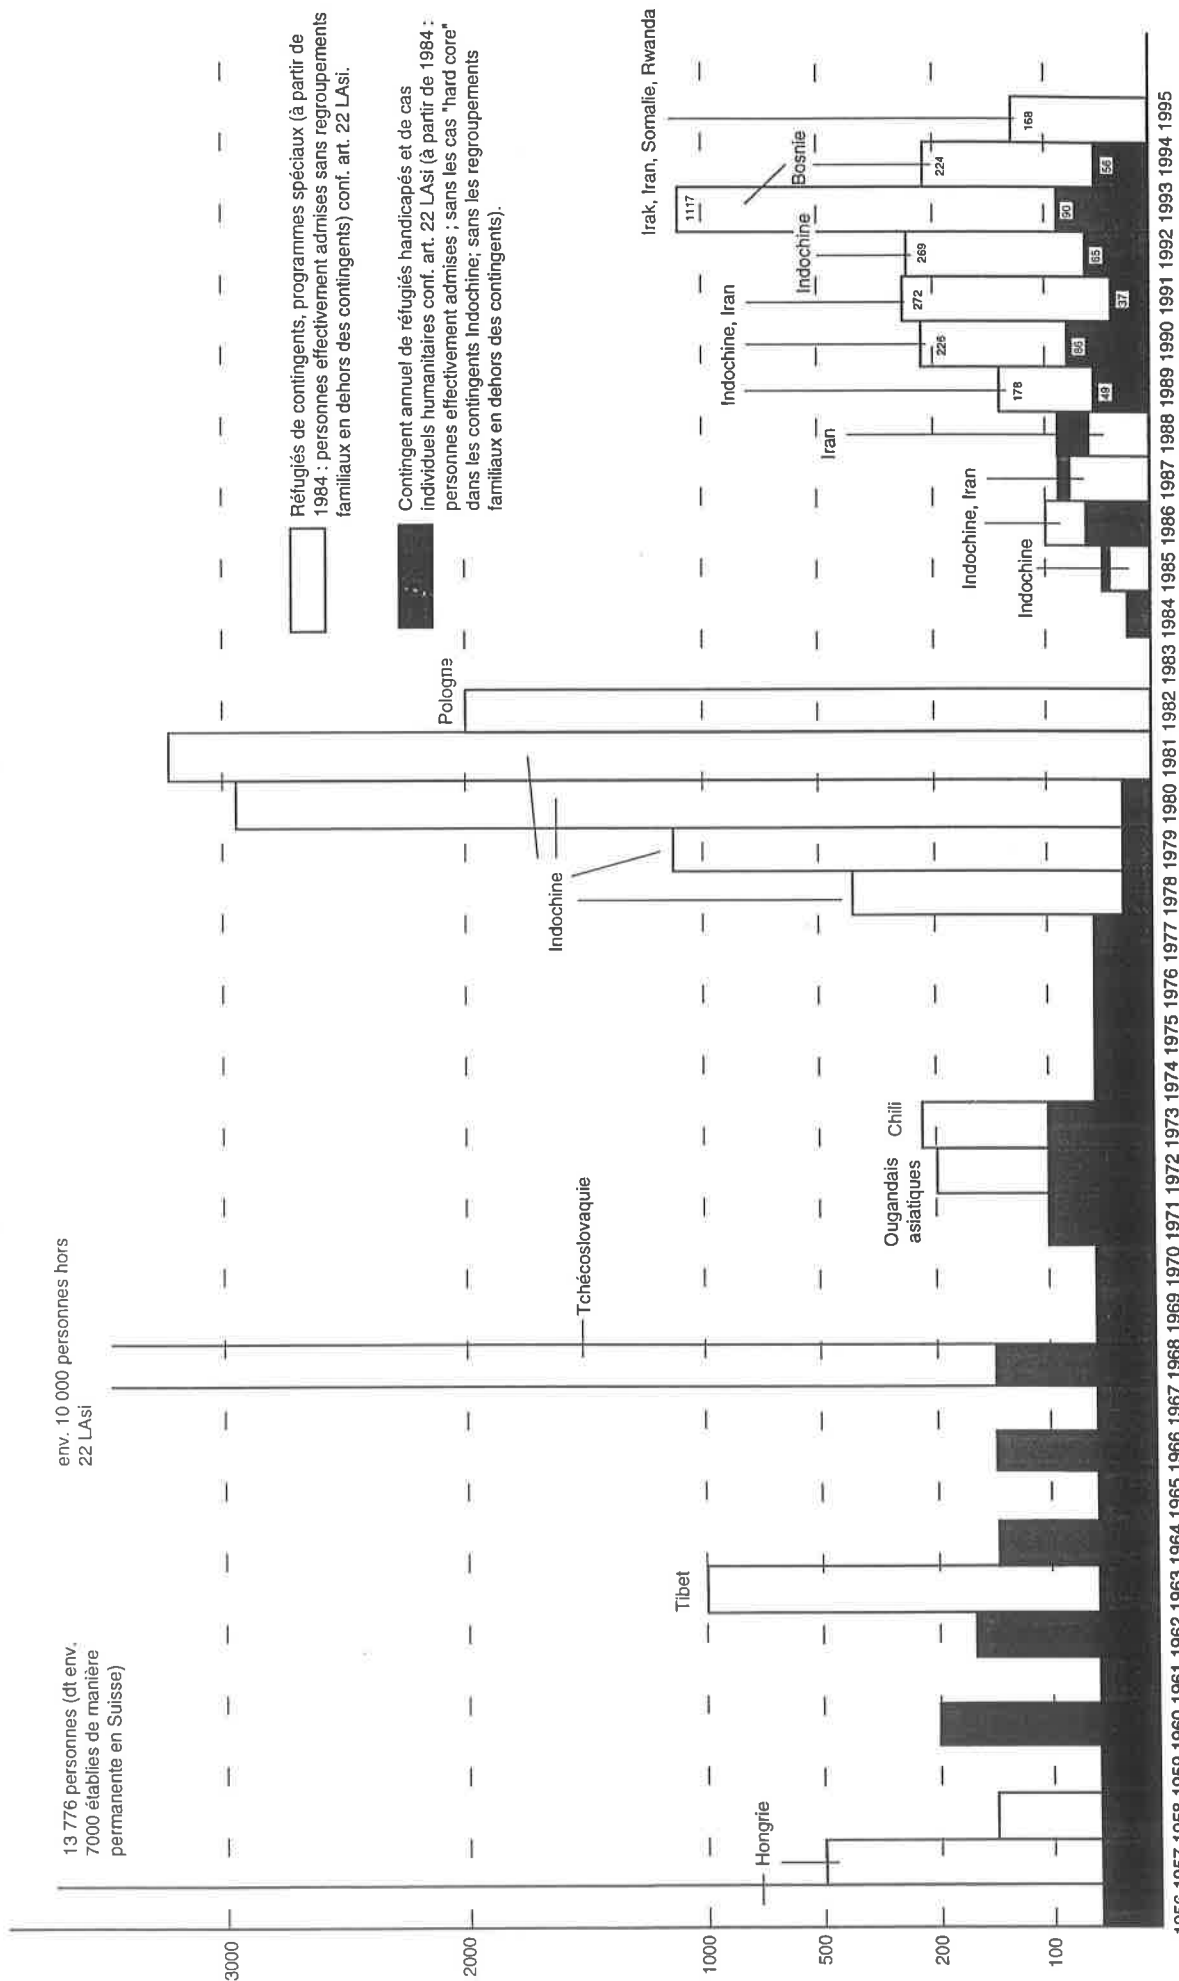 13 776 personnes (dt env.
7000 établies de manière
permanente en Suisse)
env. 10 000 personnes hors
22 LAsi
Réfugiés de contingents, programmes spéciaux (à partir de
1984 : personnes effectivement admises sans regroupements
familiaux en dehors des contingents) conf. art. 22 LAsi.
Contingent annuel de réfugiés handicapés et de cas
individuels humanitaires conf. art. 22 LAsi (à partir de 1984 :
personnes effectivement admises ; sans les cas "hard core"
dans les contingents Indochine; sans les regroupements
familiaux en dehors des contingents).
3000
2000
1000
500
200
100
Hongrie
Tibet
Tchécoslovaquie
Ougandais
asiatiques
Chili
Indochine
Pologne
Indochine
Indochine, Iran
Iran
Indochine, Iran
Indochine
Bosnie
Irak, Iran, Somalie, Rwanda
178
226
272
269
1117
224
168
49
86
37
65
90
56
1956 1957 1958 1959 1960 1961 1962 1963 1964 1965 1966 1967 1968 1969 1970 1971 1972 1973 1974 1975 1976 1977 1978 1979 1980 1981 1982 1983 1984 1985 1986 1987 1988 1989 1990 1991 1992 1993 1994 1995